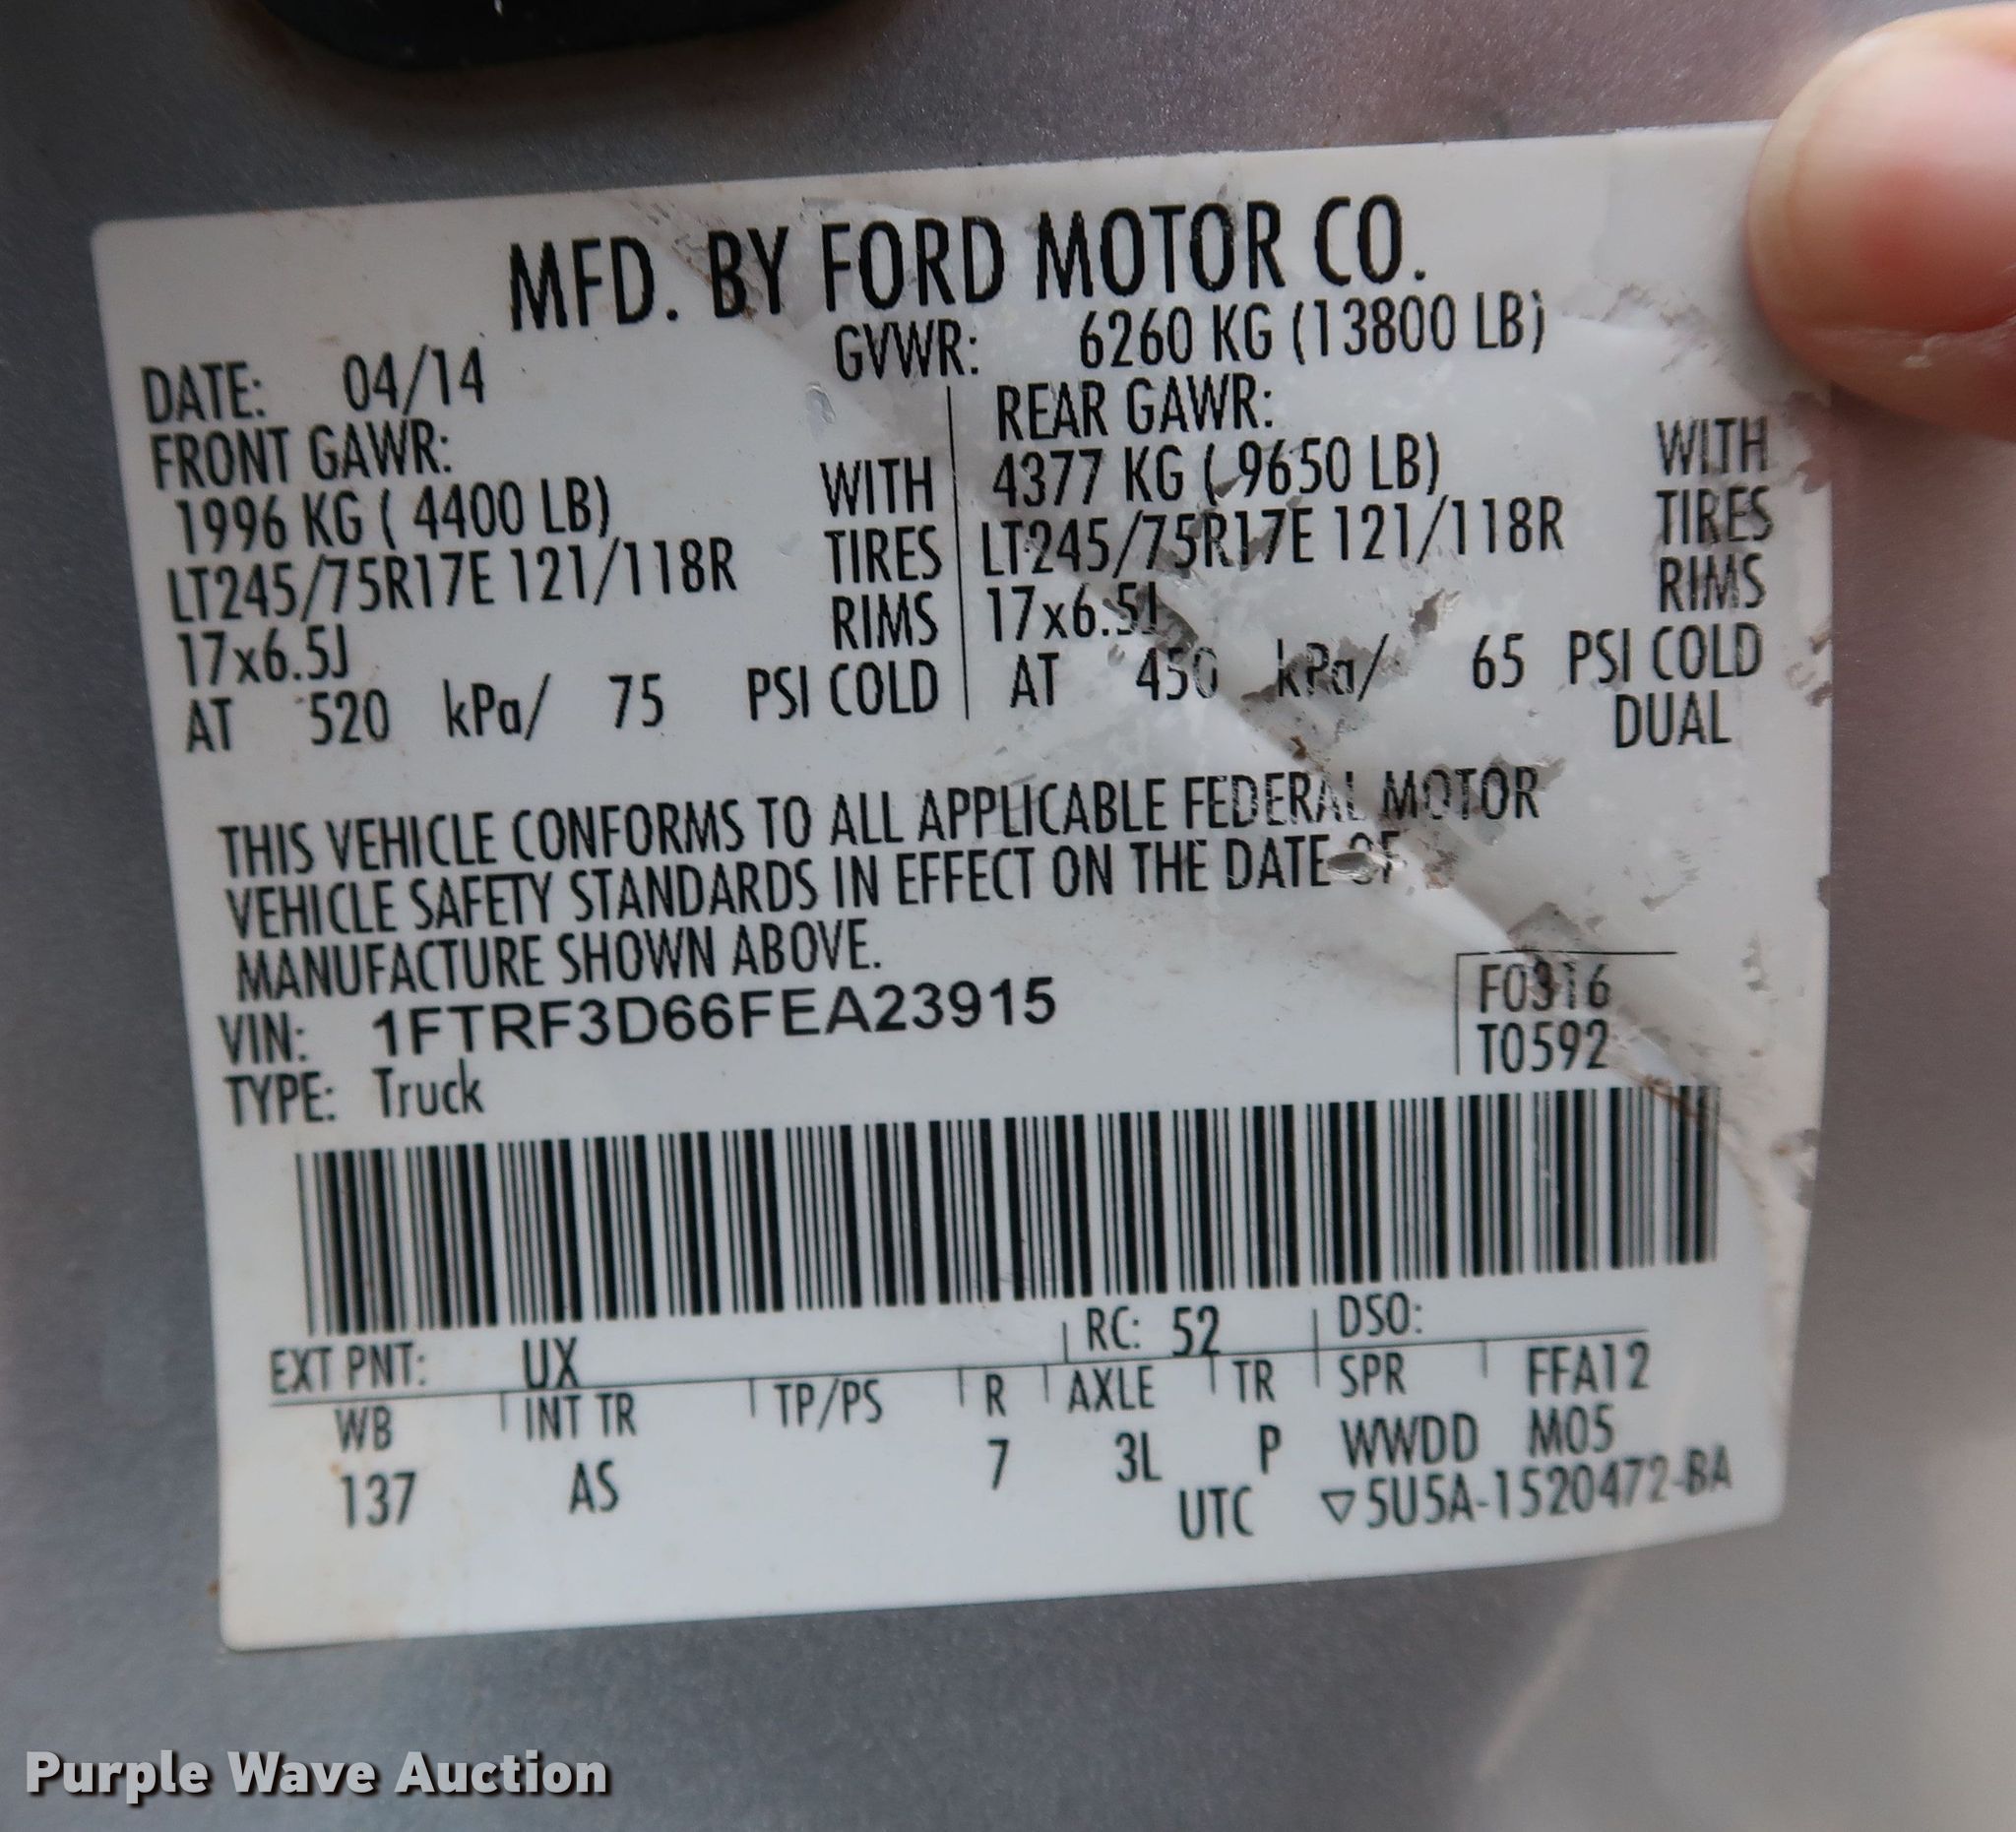 MFD. BY FORD MOTOR CO.
DATE: 04/14 GVWR: 6260 KG (13800 LB)
FRONT GAWR: REAR GAWR:
1996 KG ( 4400 LB) WITH 4377 KG ( 9650 LB) WITH
LT245/75R17E 121/118R TIRES LT245/75R17E 121/118R TIRES
17x6.5J RIMS 17x6.5J RIMS
AT 520 kPa/ 75 PSI COLD AT 450 kPa/ 65 PSI COLD
DUAL
THIS VEHICLE CONFORMS TO ALL APPLICABLE FEDERAL MOTOR
VEHICLE SAFETY STANDARDS IN EFFECT ON THE DATE OF
MANUFACTURE SHOWN ABOVE.
VIN: 1FTRF3D66FEA23915 F0316
TYPE: Truck T0592
EXT PNT: UX RC: 52 DSO:
WB INT TR TP/PS R AXLE TR SPR FFA12
137 AS 7 3L P WWDD M05
UTC ▽5U5A-1520472-BA
Purple Wave Auction